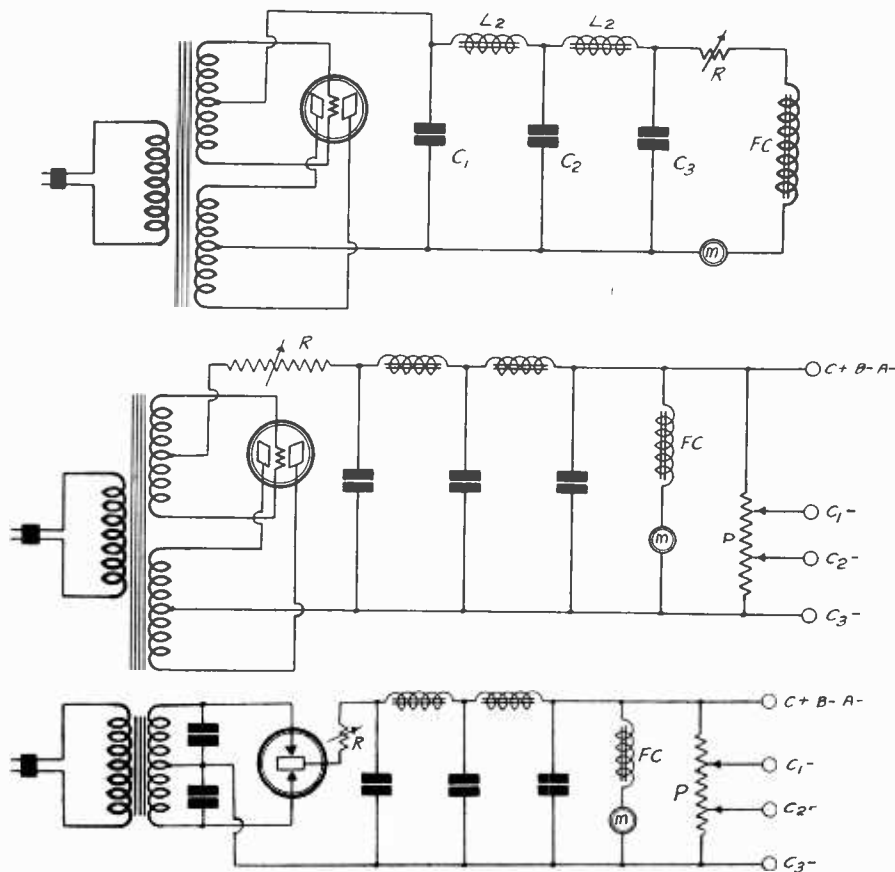 L2 L2
R
FC
C1 C2 C3
m
R
C+ B- A-
FC
C1-
m P C2-
C3-
C+ B- A-
R
FC C1-
P
C2-
m
C3-